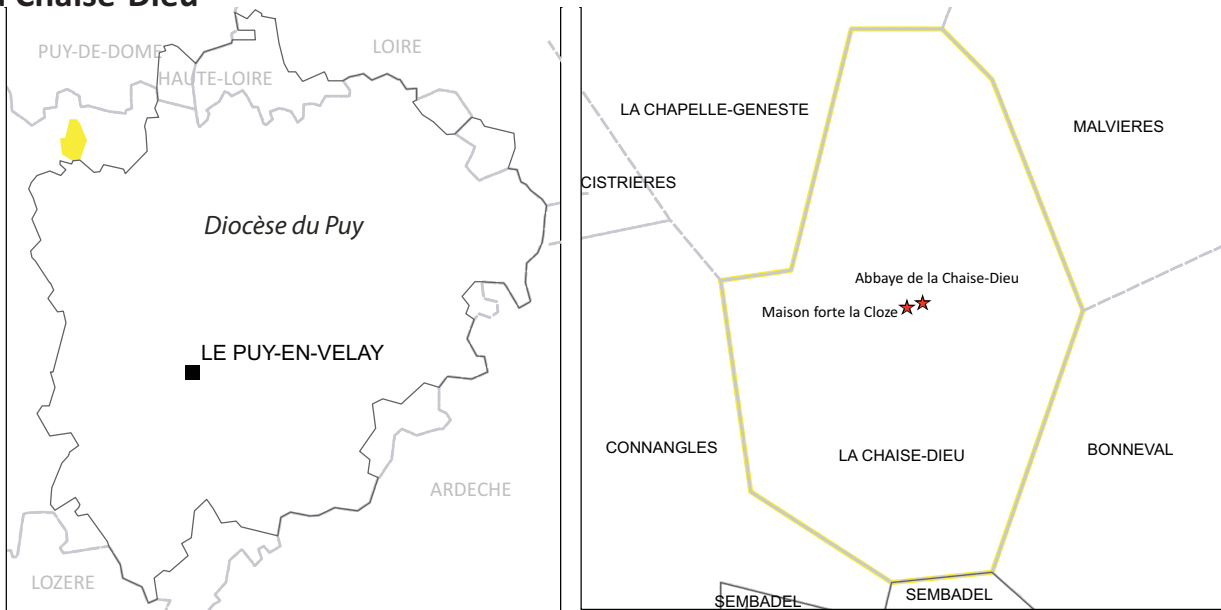 Chaise-Dieu
PUY-DE-DOME
LOIRE
HAUTE-LOIRE
Diocèse du Puy
LE PUY-EN-VELAY
ARDECHE
LOZERE
LA CHAPELLE-GENESTE
MALVIERES
CISTRIERES
Abbaye de la Chaise-Dieu
Maison forte la Cloze
CONNANGLES
LA CHAISE-DIEU
BONNEVAL
SEMBADEL
SEMBADEL